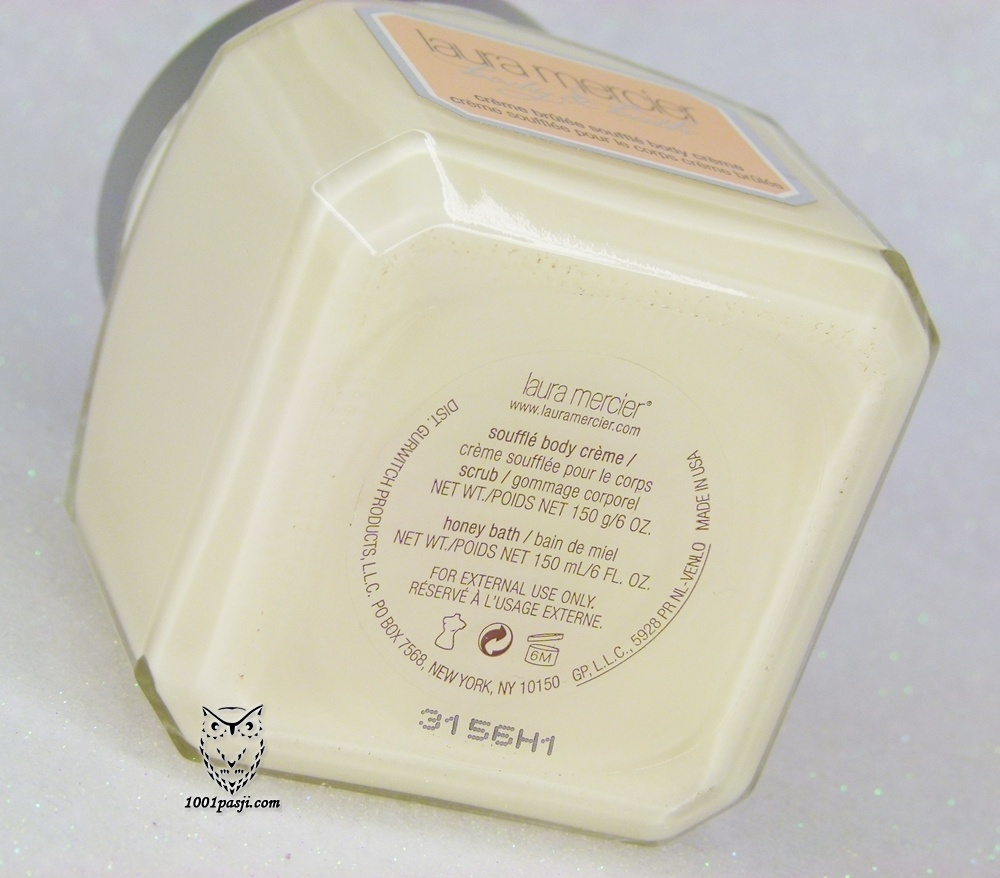 laura mercier
crème brûlée soufflé body crème
crème soufflée pour le corps crème brûlée
laura mercier®
www.lauramercier.com
soufflé body crème /
crème soufflée pour le corps
scrub / gommage corporel
NET WT./POIDS NET 150 g/6 OZ.
honey bath / bain de miel
NET WT./POIDS NET 150 mL/6 FL. OZ.
FOR EXTERNAL USE ONLY.
RÉSERVÉ À L'USAGE EXTERNE.
6M
DIST. GURWITCH PRODUCTS, L.L.C. PO BOX 7568, NEW YORK, NY 10150 GP, L.L.C., 5928 PR NL-VENLO MADE IN USA
3156H1
1001pasji.com